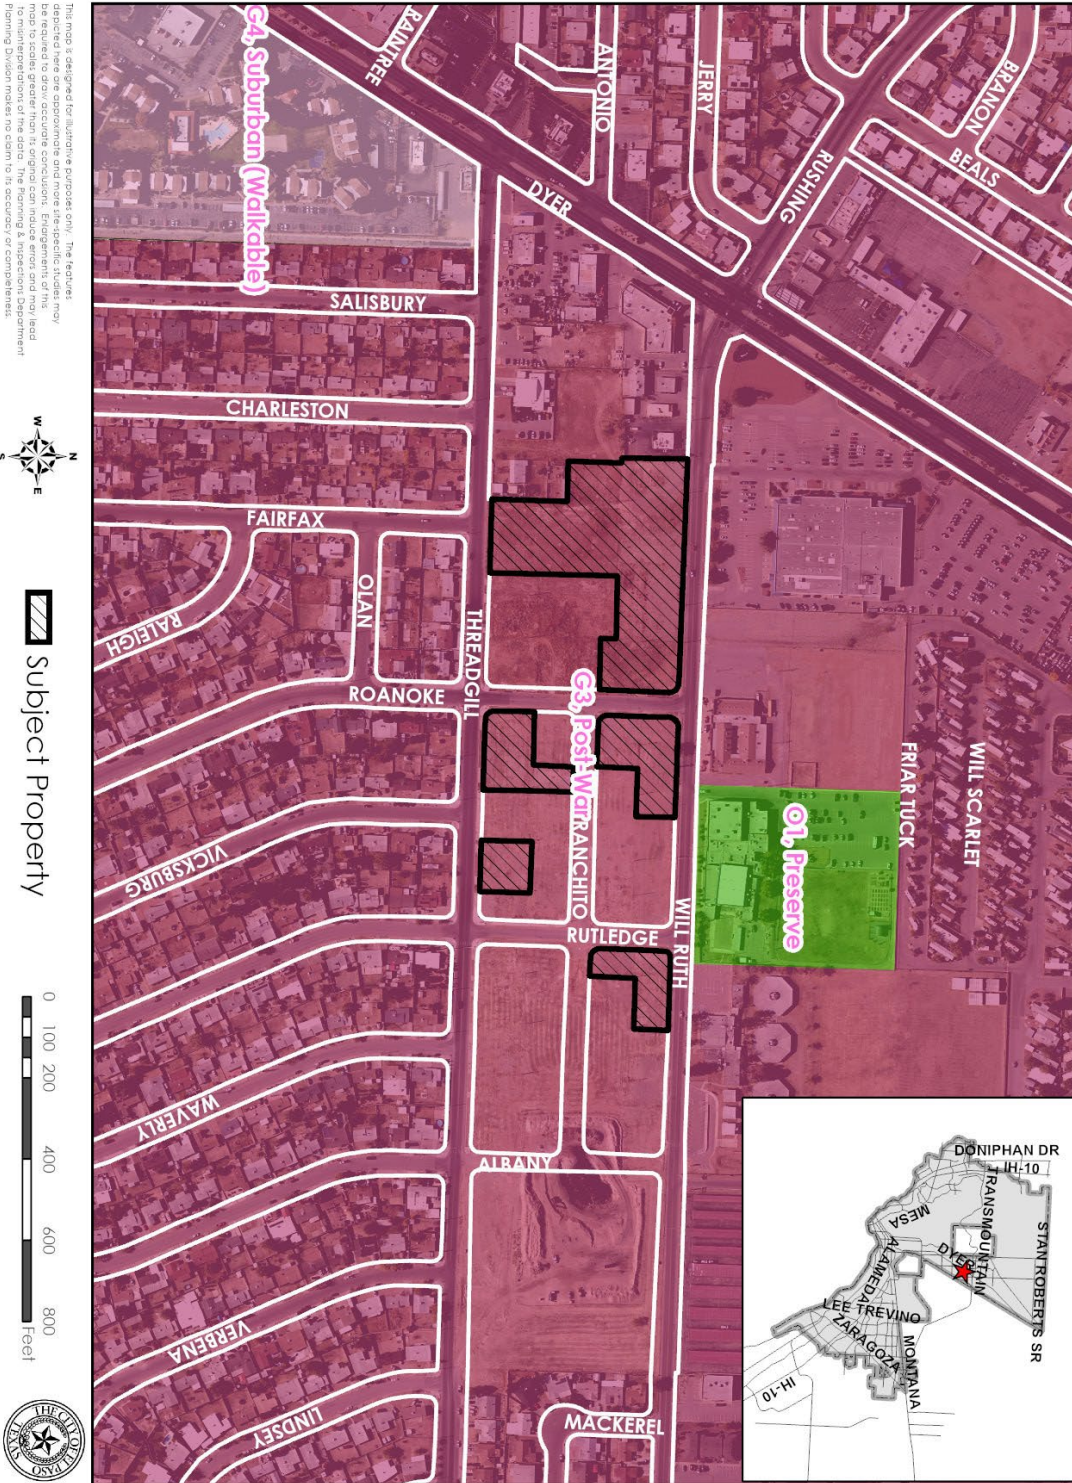 BRANON
BEALS
RUSHING
JERRY
ANTONIO
RAINTREE
DYER
G4, Suburban (Walkable)
SALISBURY
CHARLESTON
FAIRFAX
OLAN
RALEIGH
THREADGILL
ROANOKE
G3, Post-War
RANCHITO
WILL SCARLET
FRIAR TUCK
O1, Preserve
WILL RUTH
RUTLEDGE
VICKSBURG
WAVERLY
ALBANY
VERBENA
LINDSEY
MACKEREL
DONIPHAN DR
IH-10
TRANSMOUNTAIN
STAN ROBERTS SR
MESA
DYER
ALAMEDA
LEE TREVINO
ZARAGOZA
MONTANA
IH-10
This map is designed for illustrative purposes only. The features
depicted here are approximate and more site-specific studies may
be required to draw accurate conclusions. Enlargements of this
map to scales greater than its original can induce errors and may lead
to misinterpretations of the data. The Planning & Inspections Department
Planning Division makes no claim to its accuracy or completeness.
N
W
E
S
Subject Property
0 100 200 400 600 800
Feet
THE CITY OF EL PASO
TEXAS